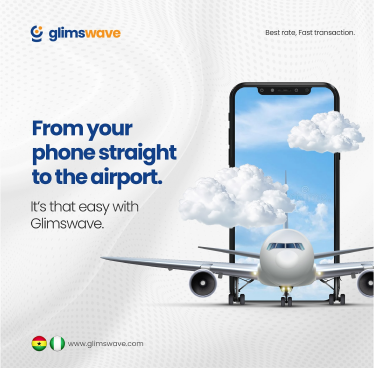 glimswave
Best rate, Fast transaction.
From your
phone straight
to the airport.
It's that easy with
Glimswave.
www.glimswave.com